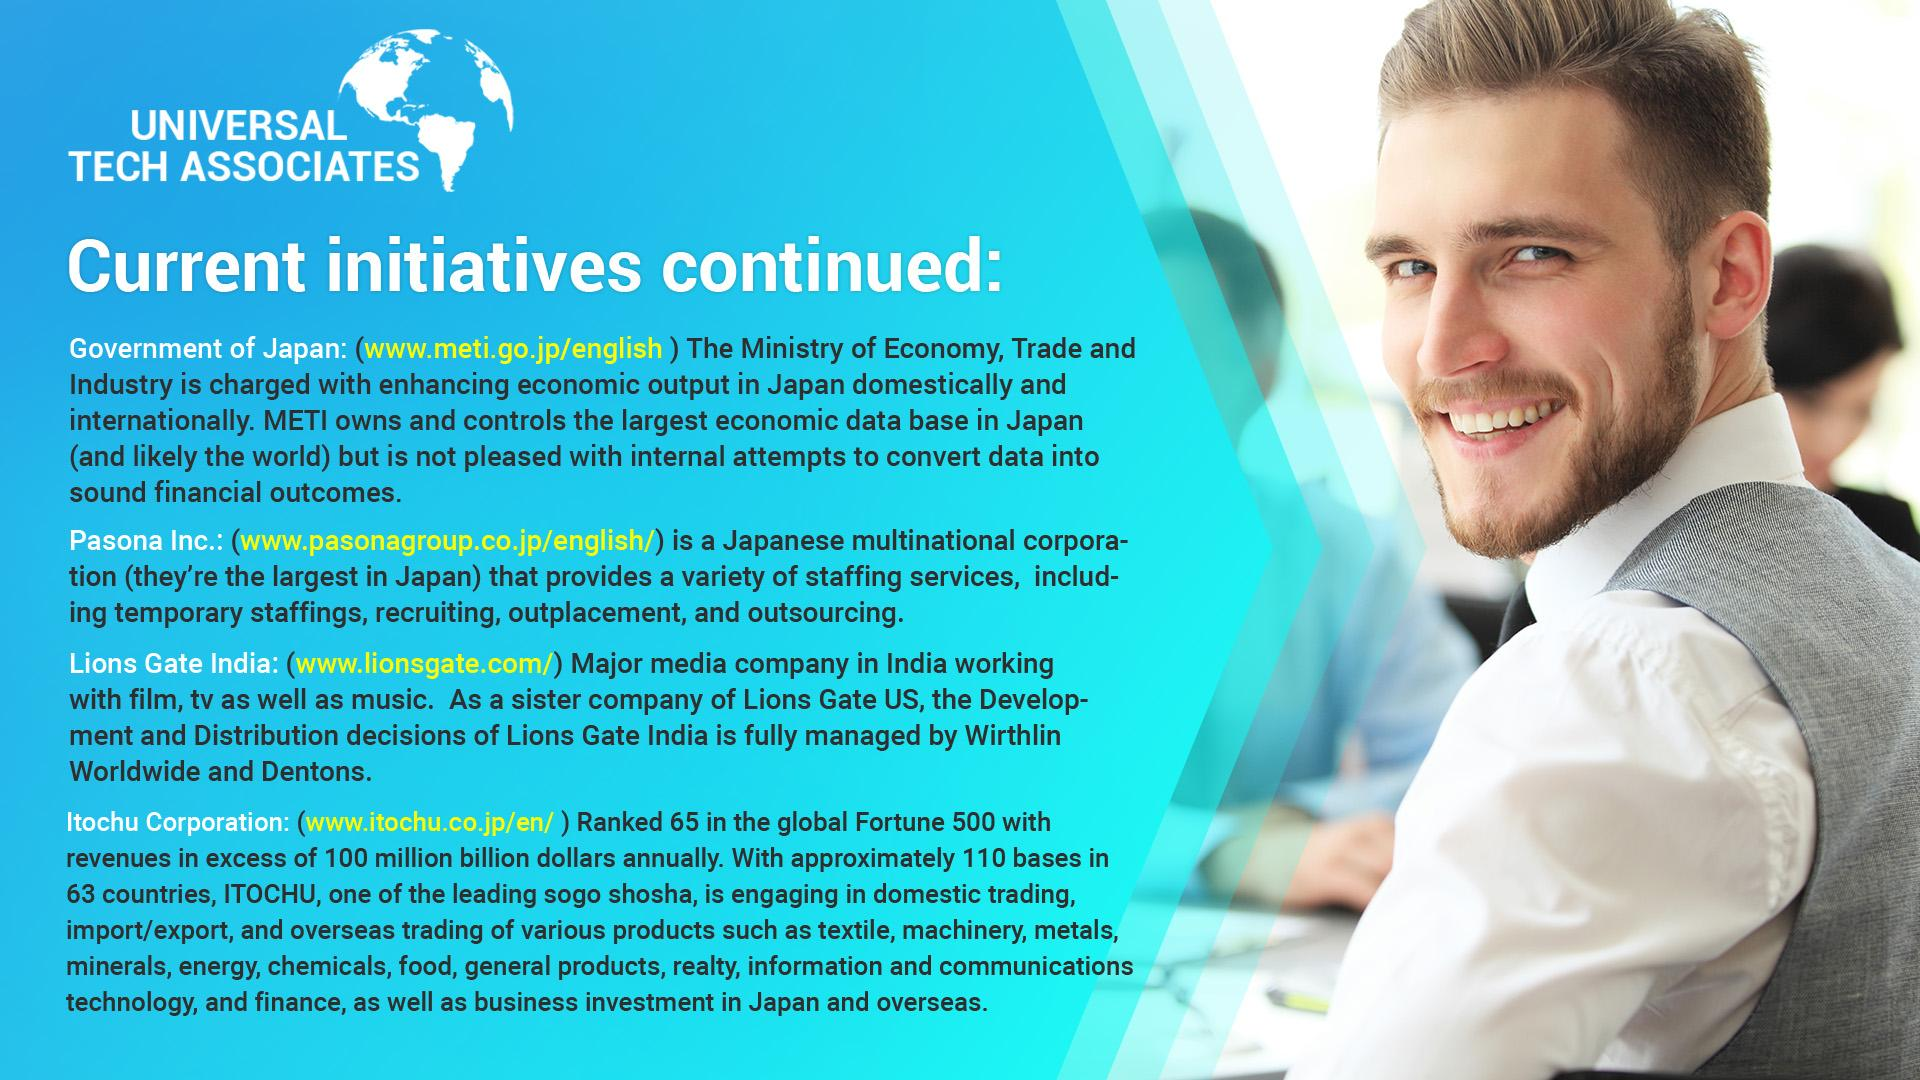 UNIVERSAL
TECH ASSOCIATES
Current initiatives continued:
Government of Japan: (www.meti.go.jp/english ) The Ministry of Economy, Trade and
Industry is charged with enhancing economic output in Japan domestically and
internationally. METI owns and controls the largest economic data base in Japan
(and likely the world) but is not pleased with internal attempts to convert data into
sound financial outcomes.
Pasona Inc.: (www.pasonagroup.co.jp/english/) is a Japanese multinational corpora-
tion (they’re the largest in Japan) that provides a variety of staffing services,  includ-
ing temporary staffings, recruiting, outplacement, and outsourcing.
Lions Gate India: (www.lionsgate.com/) Major media company in India working
with film, tv as well as music.  As a sister company of Lions Gate US, the Develop-
ment and Distribution decisions of Lions Gate India is fully managed by Wirthlin
Worldwide and Dentons.
Itochu Corporation: (www.itochu.co.jp/en/ ) Ranked 65 in the global Fortune 500 with
revenues in excess of 100 million billion dollars annually. With approximately 110 bases in
63 countries, ITOCHU, one of the leading sogo shosha, is engaging in domestic trading,
import/export, and overseas trading of various products such as textile, machinery, metals,
minerals, energy, chemicals, food, general products, realty, information and communications
technology, and finance, as well as business investment in Japan and overseas.